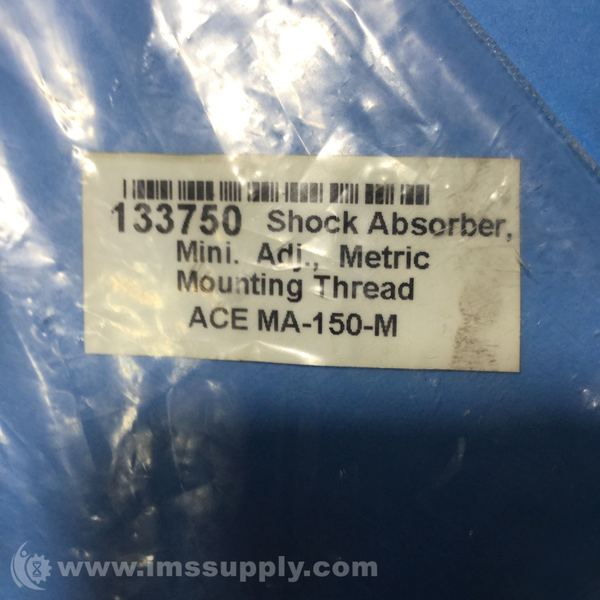 133750 Shock Absorber,
Mini. Adj., Metric
Mounting Thread
ACE MA-150-M
www.imssupply.com